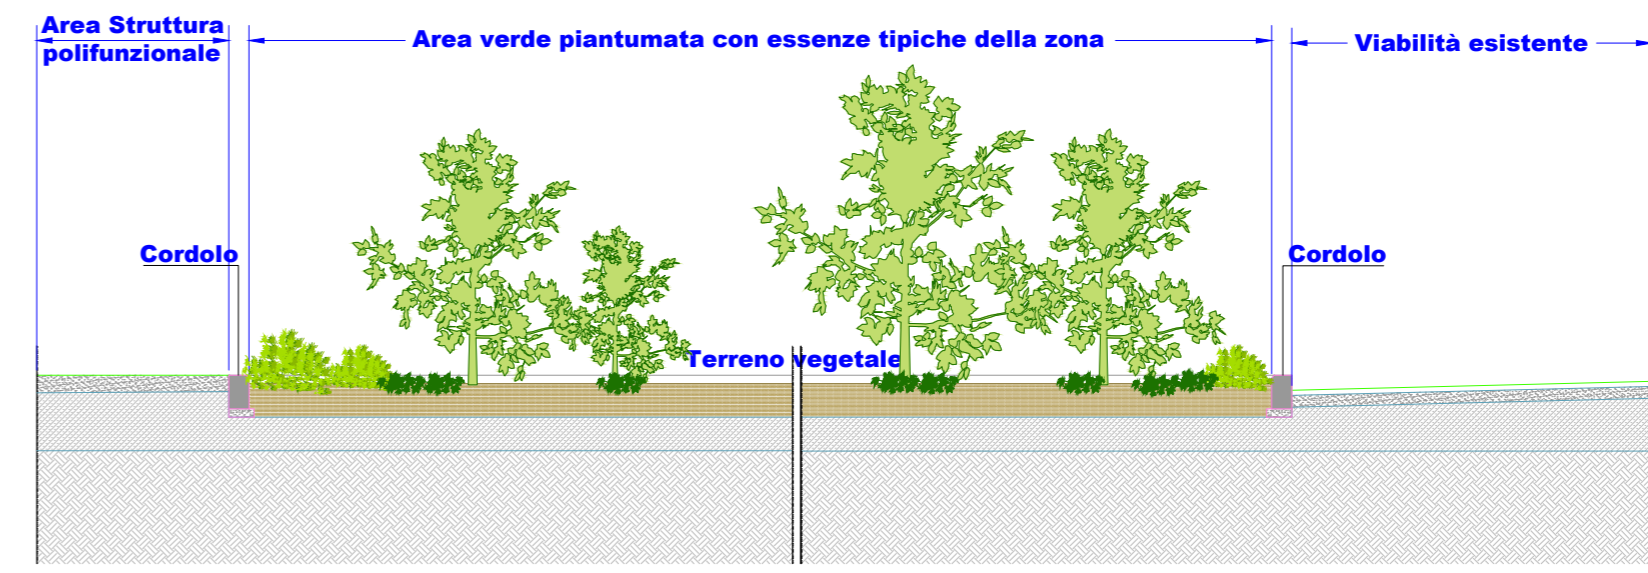 Area Struttura
polifunzionale
Area verde piantumata con essenze tipiche della zona
Viabilità esistente
Cordolo
Cordolo
Terreno vegetale